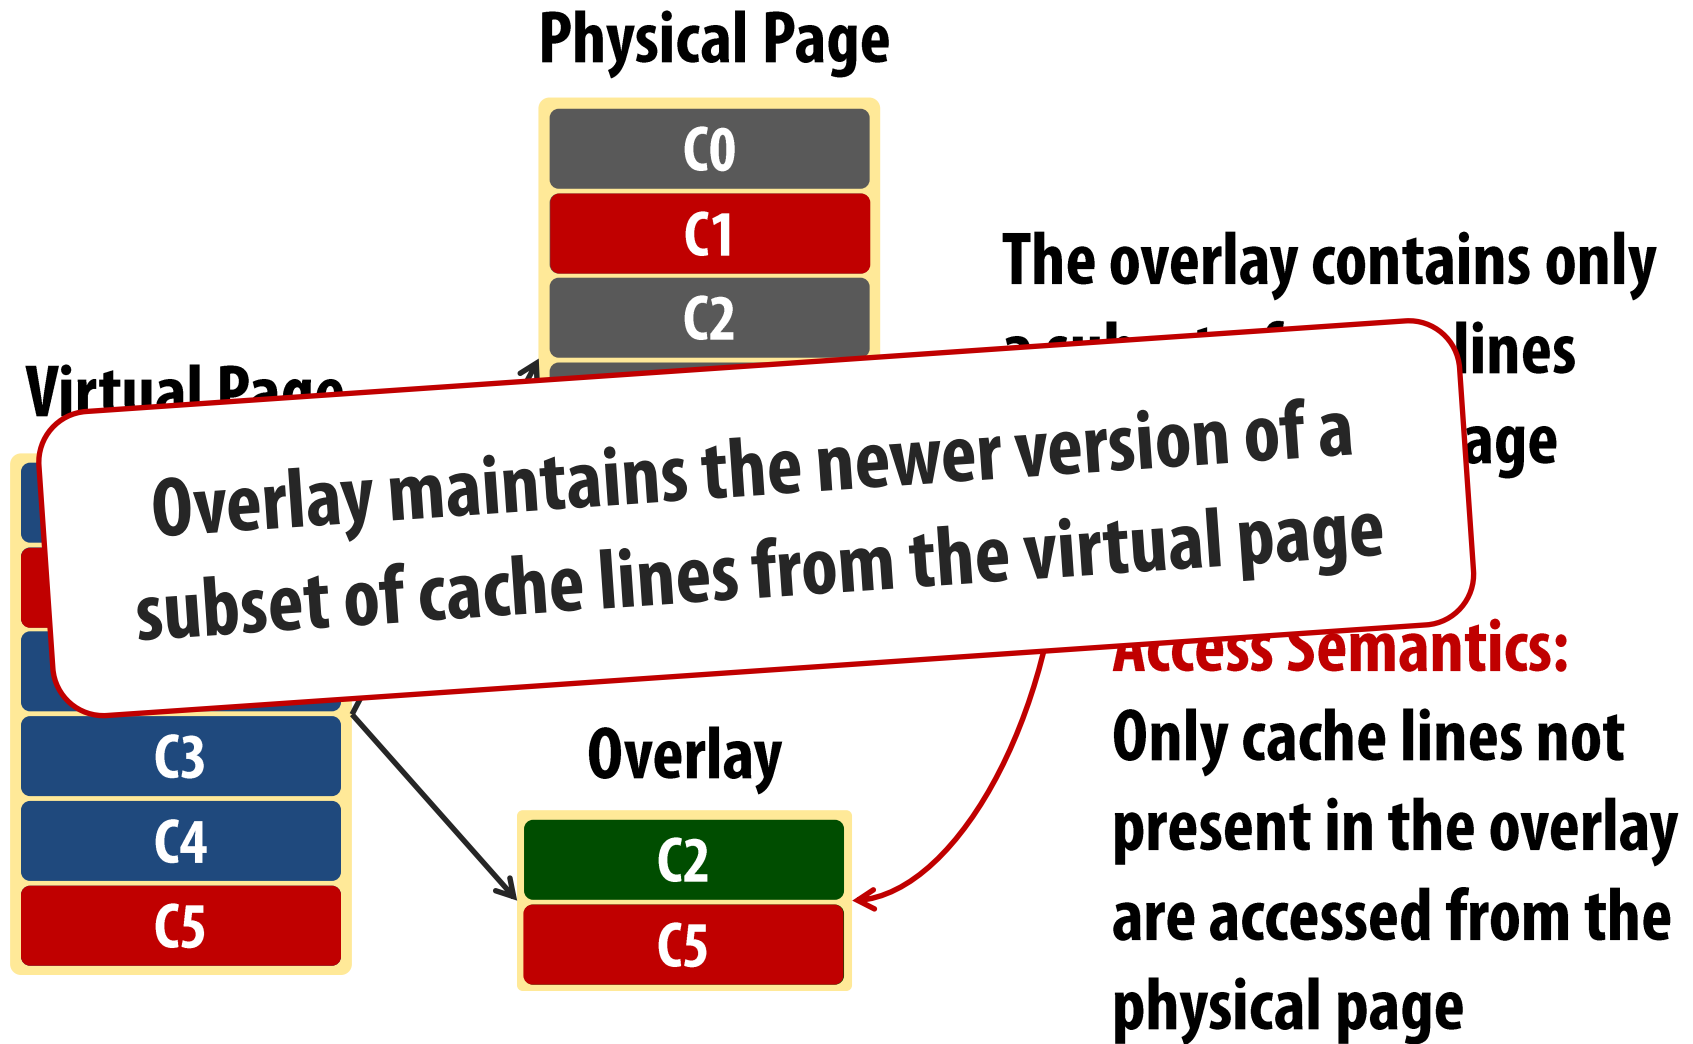 Physical Page
C0
C1
C2
The overlay contains only
lines
age
Virtual Page
Overlay maintains the newer version of a
subset of cache lines from the virtual page
C3
C4
C5
Overlay
C2
C5
Access Semantics:
Only cache lines not
present in the overlay
are accessed from the
physical page